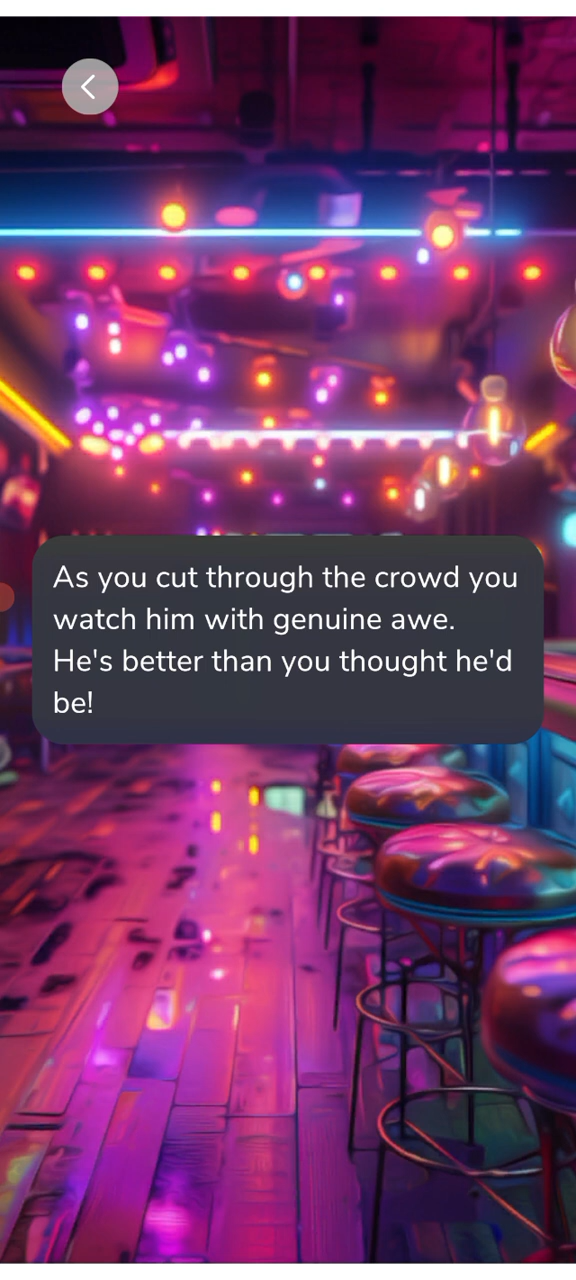 As you cut through the crowd you
watch him with genuine awe.
He's better than you thought he'd
be!